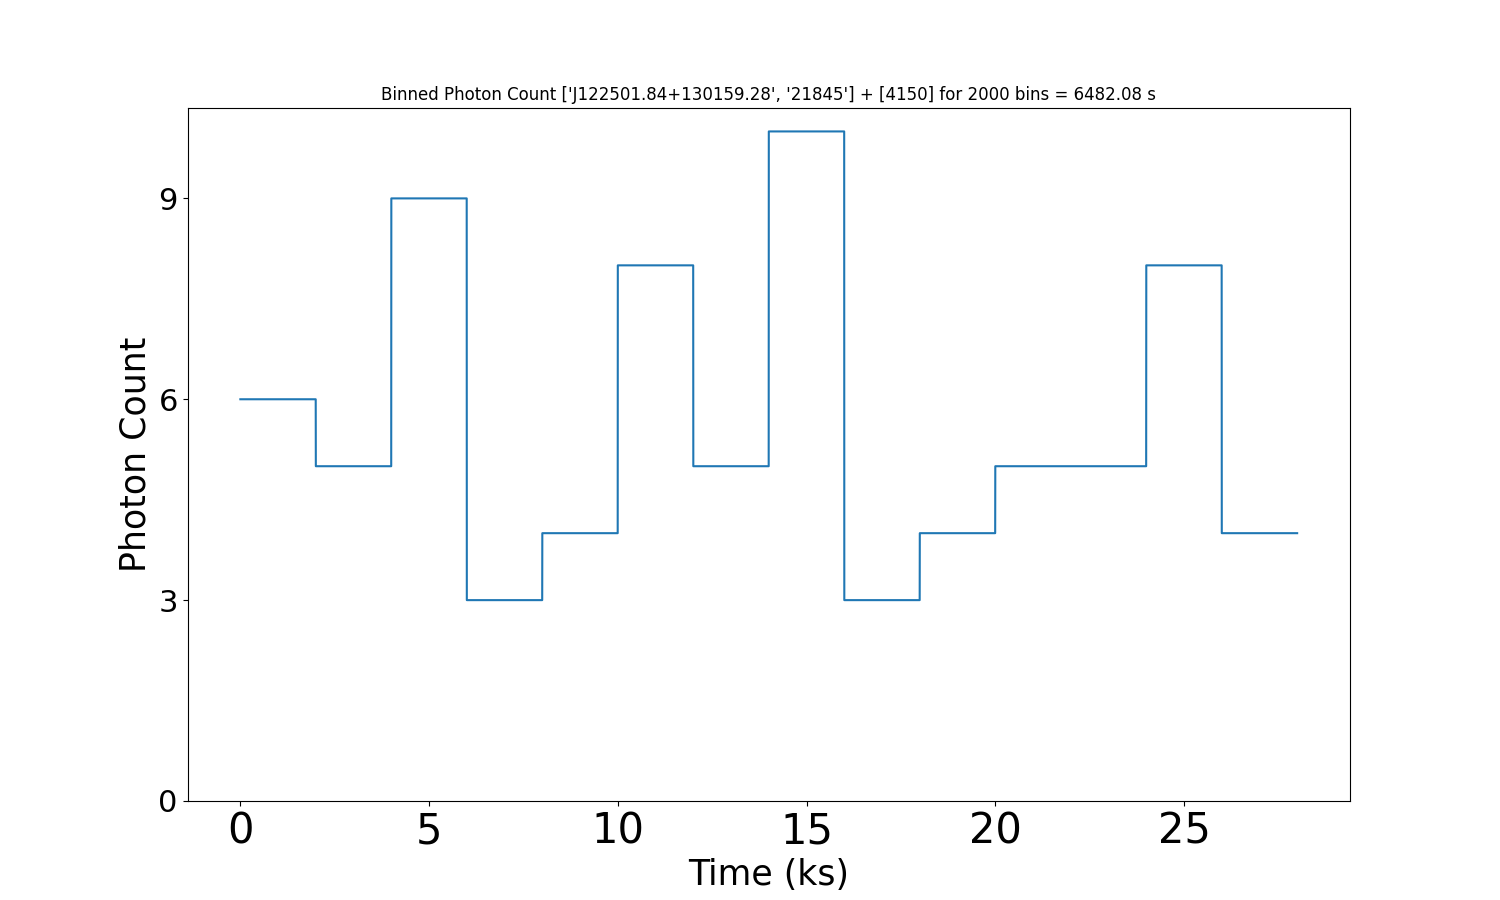 Binned Photon Count ['J122501.84+130159.28', '21845'] + [4150] for 2000 bins = 6482.08 s
9
6
3
0
Photon Count
0 5 10 15 20 25
Time (ks)